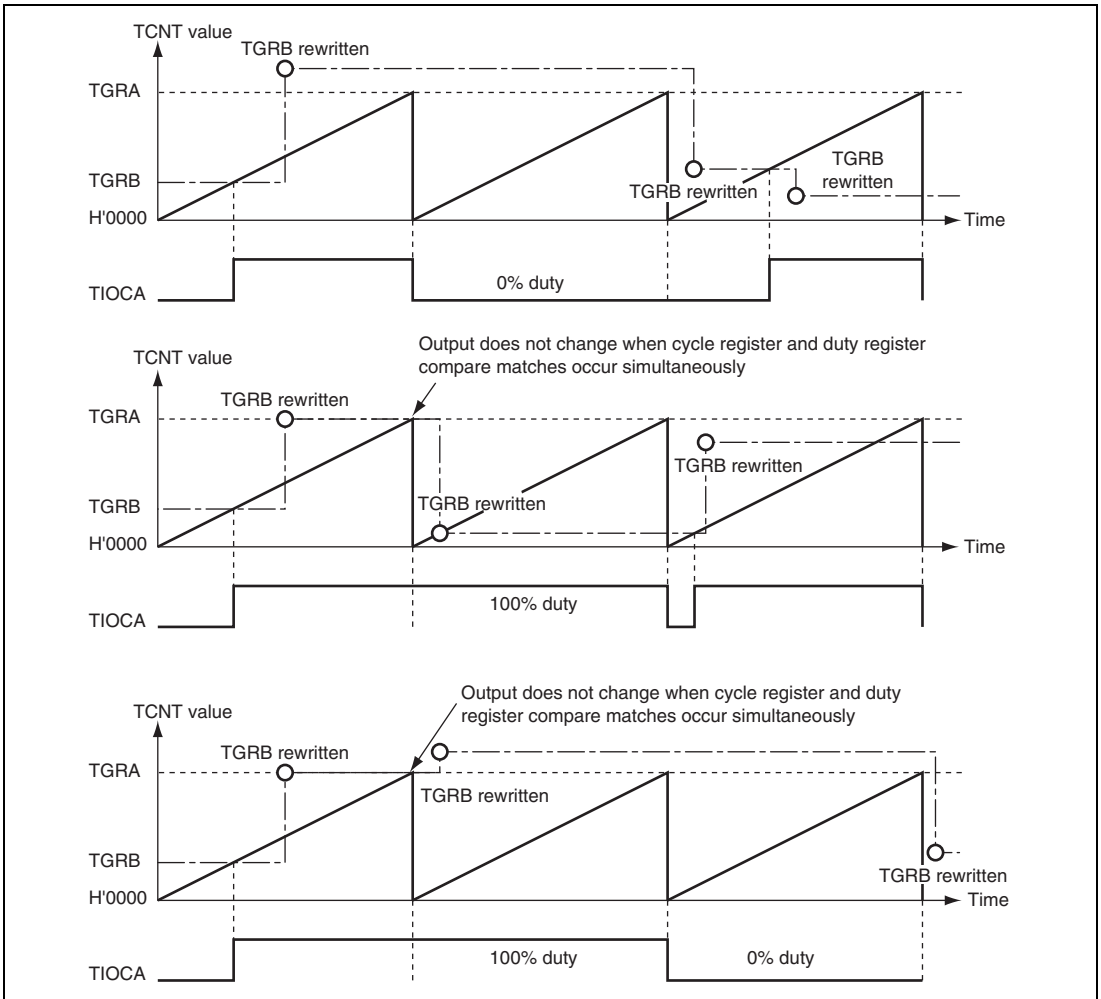 TCNT value
TGRB rewritten
TGRA
TGRB
rewritten
TGRB
TGRB rewritten
H'0000
Time
0% duty
TIOCA
Output does not change when cycle register and duty register
compare matches occur simultaneously
TCNT value
TGRB rewritten
TGRA
TGRB rewritten
TGRB rewritten
TGRB
H'0000
Time
100% duty
TIOCA
Output does not change when cycle register and duty
register compare matches occur simultaneously
TCNT value
TGRB rewritten
TGRA
TGRB rewritten
TGRB
TGRB rewritten
H'0000
Time
100% duty
0% duty
TIOCA